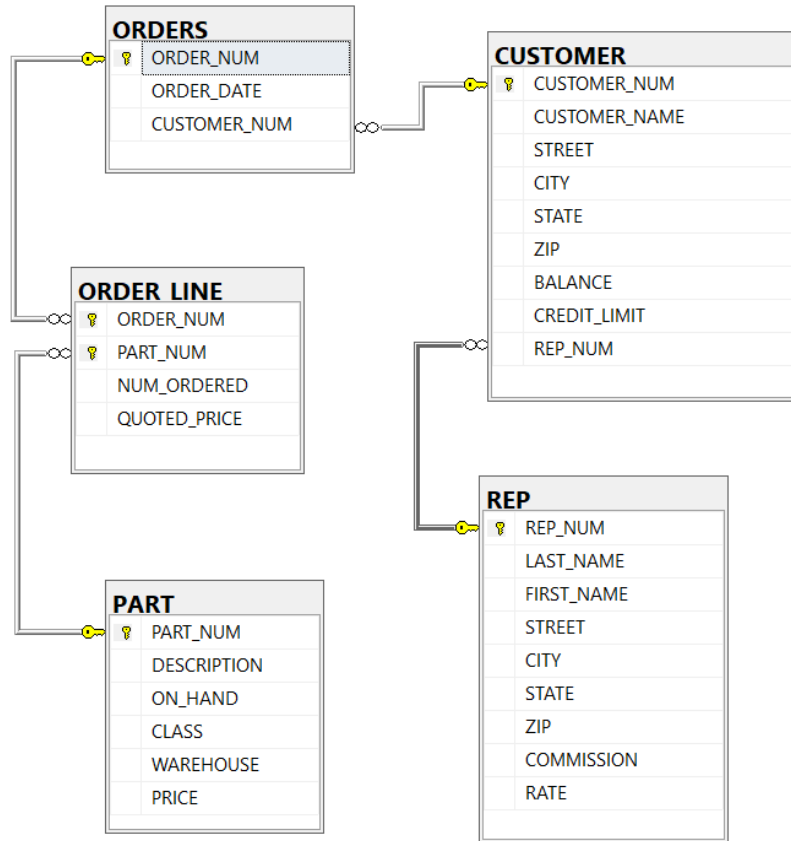 ORDERS
ORDER_NUM
ORDER_DATE
CUSTOMER_NUM
CUSTOMER
CUSTOMER_NUM
CUSTOMER_NAME
STREET
CITY
STATE
ZIP
BALANCE
CREDIT_LIMIT
REP_NUM
ORDER_LINE
ORDER_NUM
PART_NUM
NUM_ORDERED
QUOTED_PRICE
REP
REP_NUM
LAST_NAME
FIRST_NAME
STREET
CITY
STATE
ZIP
COMMISSION
RATE
PART
PART_NUM
DESCRIPTION
ON_HAND
CLASS
WAREHOUSE
PRICE